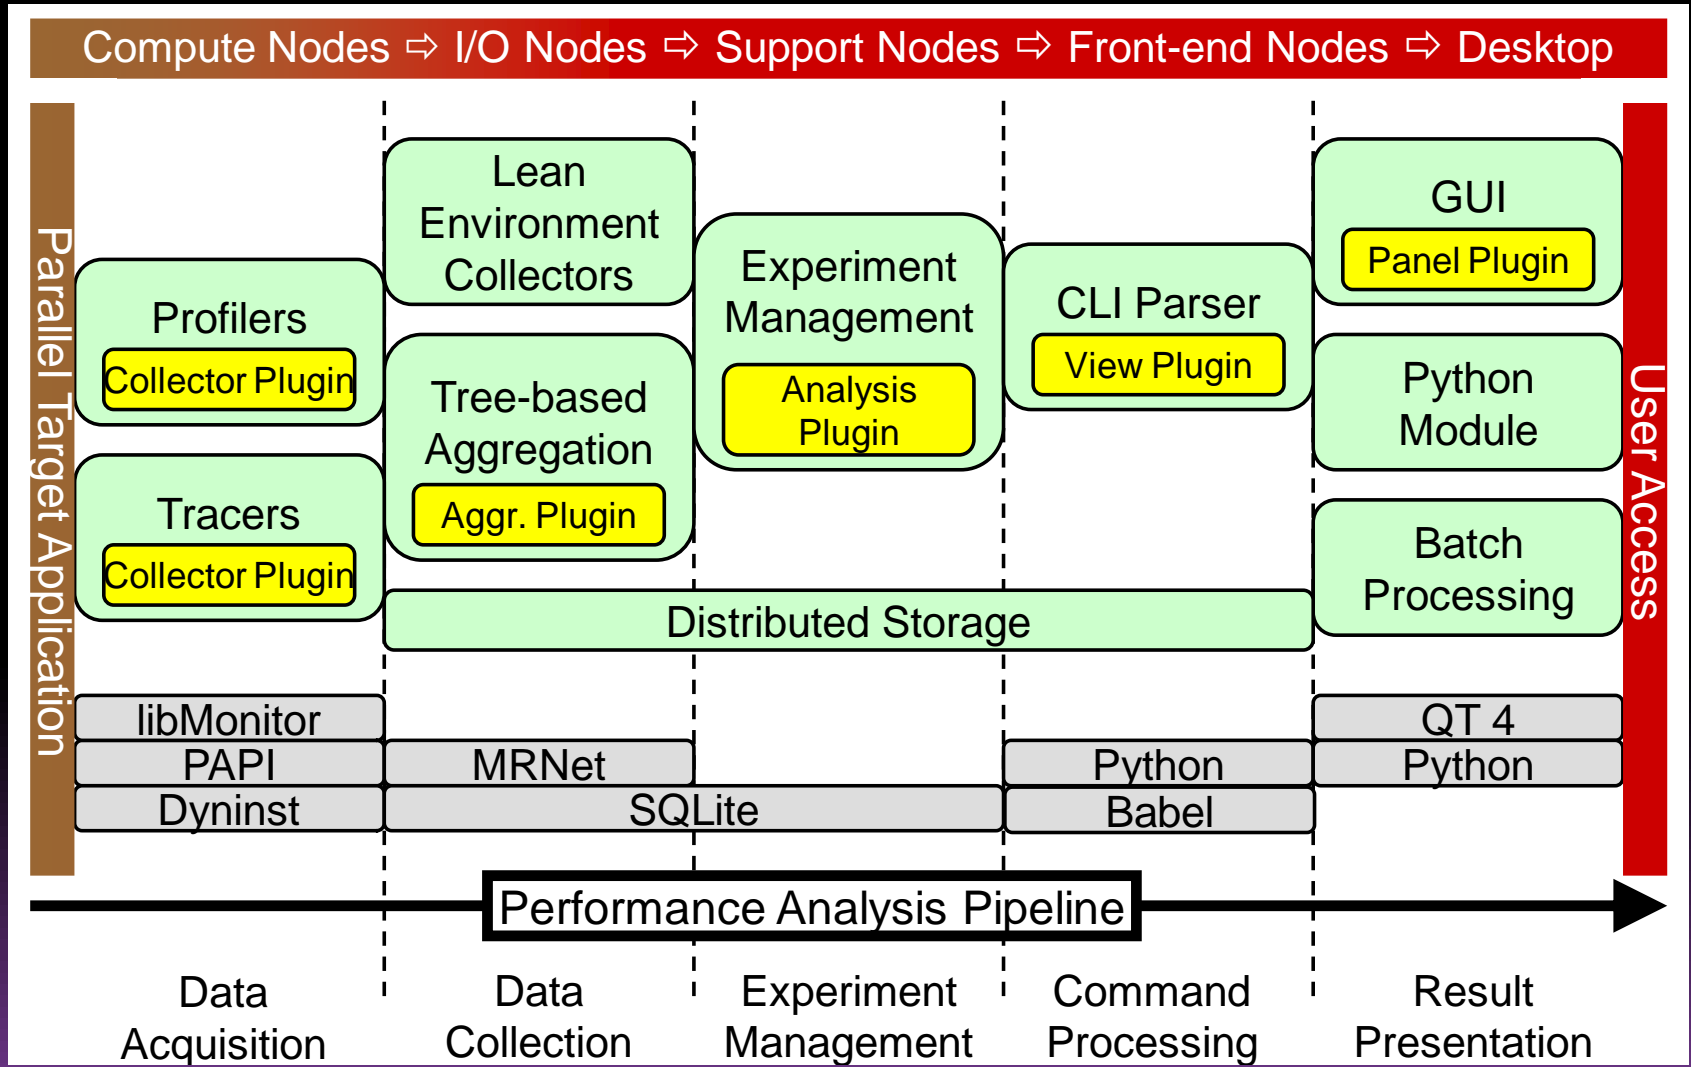 Compute Nodes ⇨ I/O Nodes ⇨ Support Nodes ⇨ Front-end Nodes ⇨ Desktop
Parallel Target Application
Profilers
Collector Plugin
Tracers
Collector Plugin
Lean
Environment
Collectors
Tree-based
Aggregation
Aggr. Plugin
Experiment
Management
Analysis
Plugin
CLI Parser
View Plugin
GUI
Panel Plugin
Python
Module
Batch
Processing
User Access
Distributed Storage
libMonitor
PAPI
Dyninst
MRNet
SQLite
Python
Babel
QT 4
Python
Performance Analysis Pipeline
Data
Acquisition
Data
Collection
Experiment
Management
Command
Processing
Result
Presentation